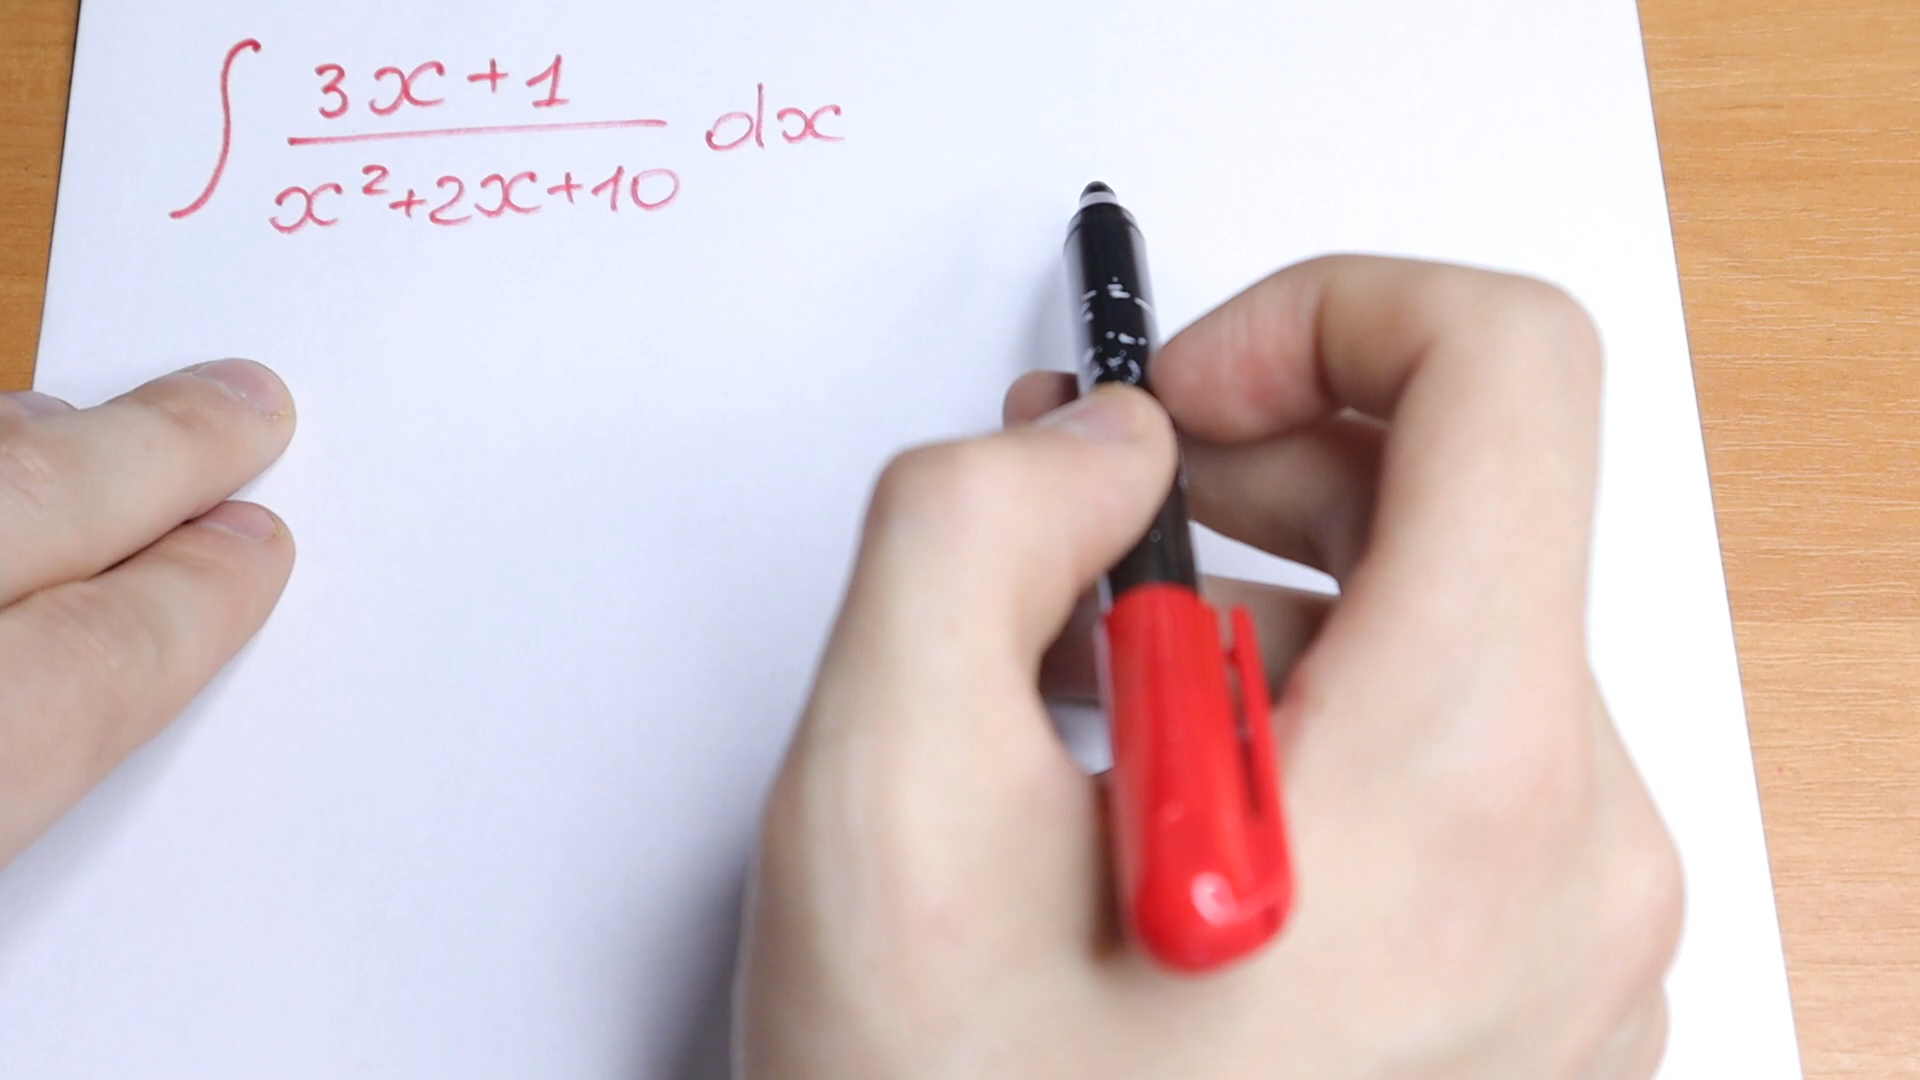 ∫ (3x+1)/(x²+2x+10) dx